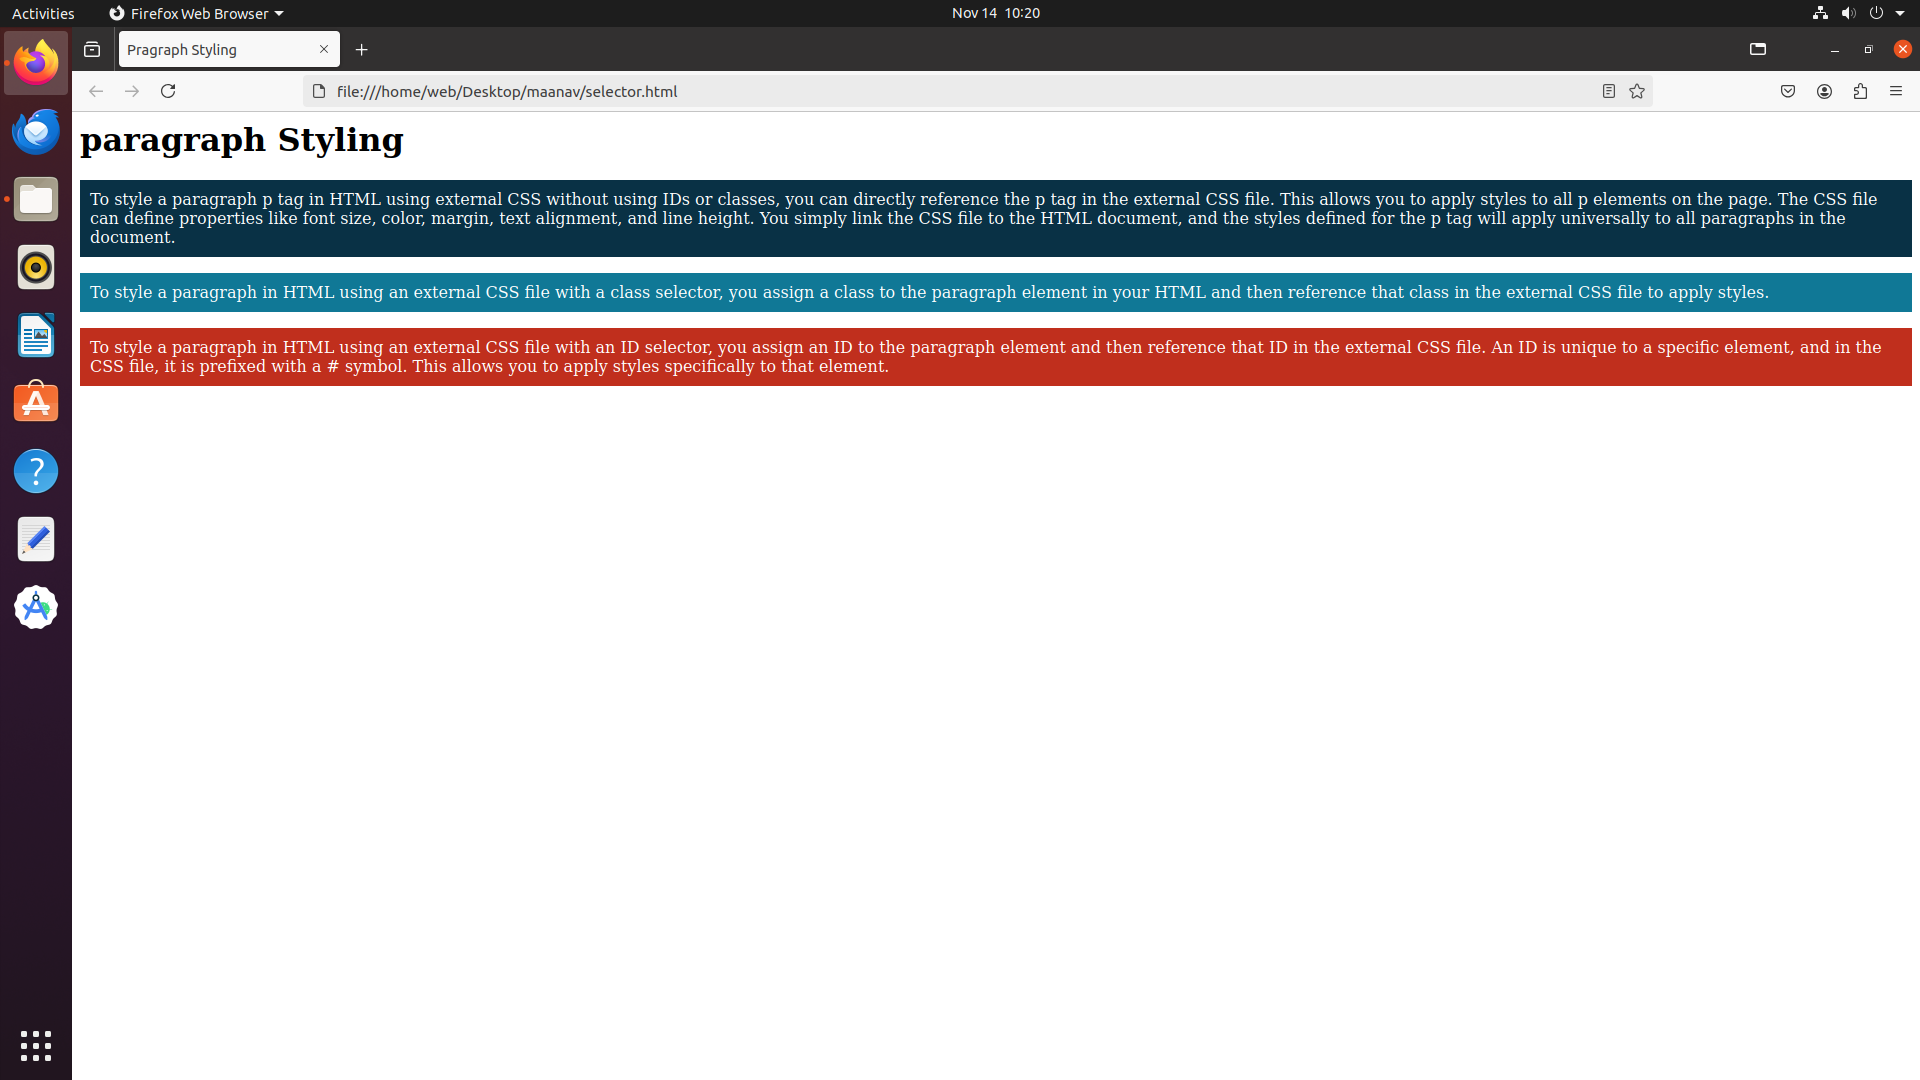 Activities
Firefox Web Browser
Nov 14 10:20
Pragraph Styling
file:///home/web/Desktop/maanav/selector.html
paragraph Styling
To style a paragraph p tag in HTML using external CSS without using IDs or classes, you can directly reference the p tag in the external CSS file. This allows you to apply styles to all p elements on the page. The CSS file
can define properties like font size, color, margin, text alignment, and line height. You simply link the CSS file to the HTML document, and the styles defined for the p tag will apply universally to all paragraphs in the
document.
To style a paragraph in HTML using an external CSS file with a class selector, you assign a class to the paragraph element in your HTML and then reference that class in the external CSS file to apply styles.
To style a paragraph in HTML using an external CSS file with an ID selector, you assign an ID to the paragraph element and then reference that ID in the external CSS file. An ID is unique to a specific element, and in the
CSS file, it is prefixed with a # symbol. This allows you to apply styles specifically to that element.